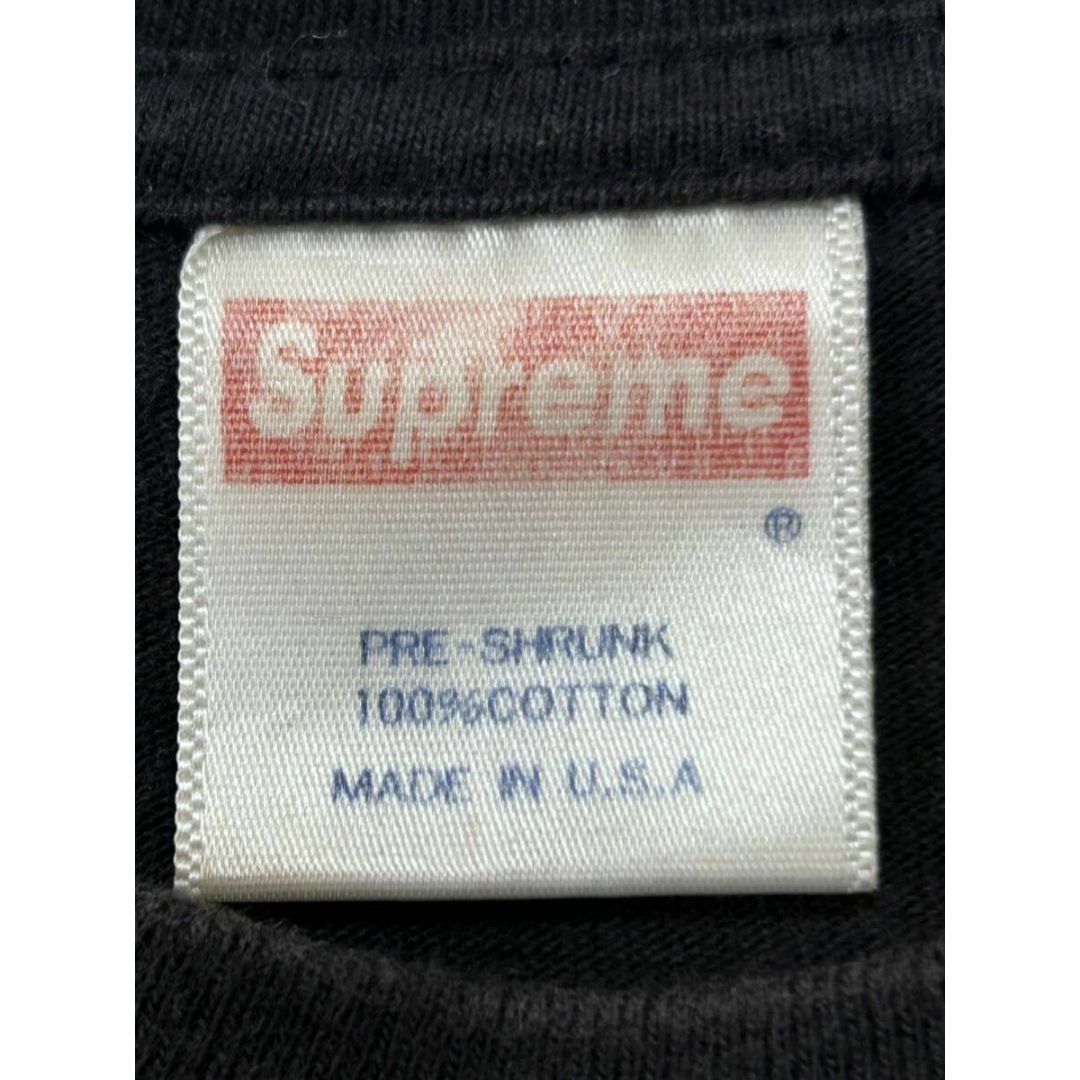 Supreme
®
PRE-SHRUNK
100%COTTON
MADE IN U.S.A